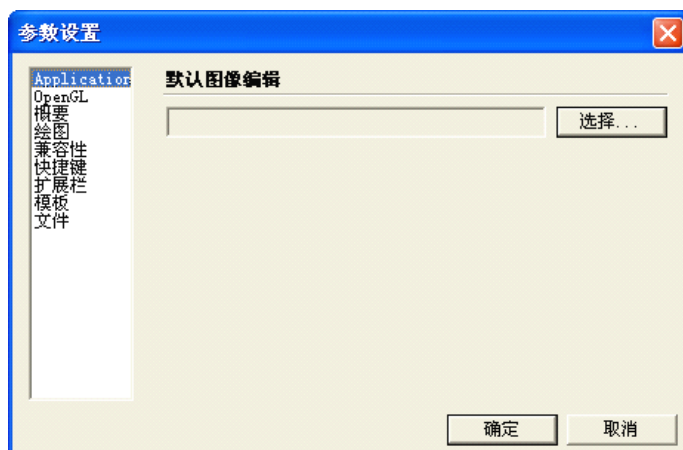 参数设置
Application
OpenGL
概要
绘图
兼容性
快捷键
扩展栏
模板
文件
默认图像编辑
选择...
确定
取消